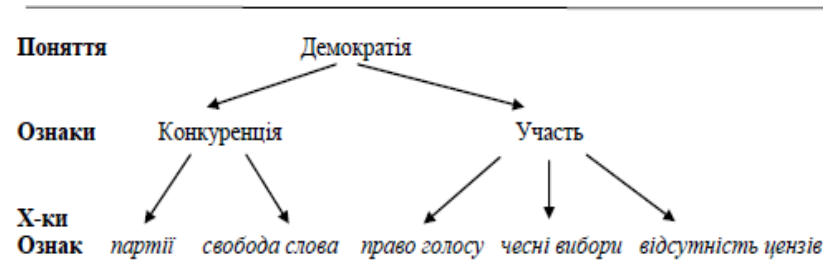 Поняття Демократія
Ознаки Конкуренція Участь
Х-ки
Ознак партії свобода слова право голосу чесні вибори відсутність цензів